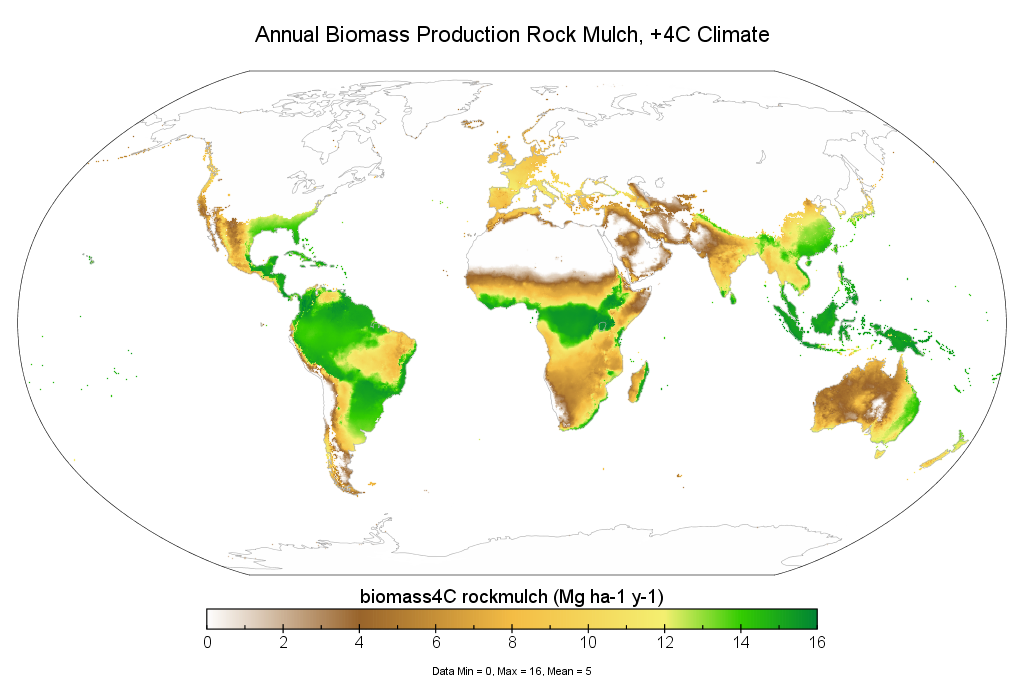 Annual Biomass Production Rock Mulch, +4C Climate
biomass4C rockmulch (Mg ha-1 y-1)
0 2 4 6 8 10 12 14 16
Data Min = 0, Max = 16, Mean = 5